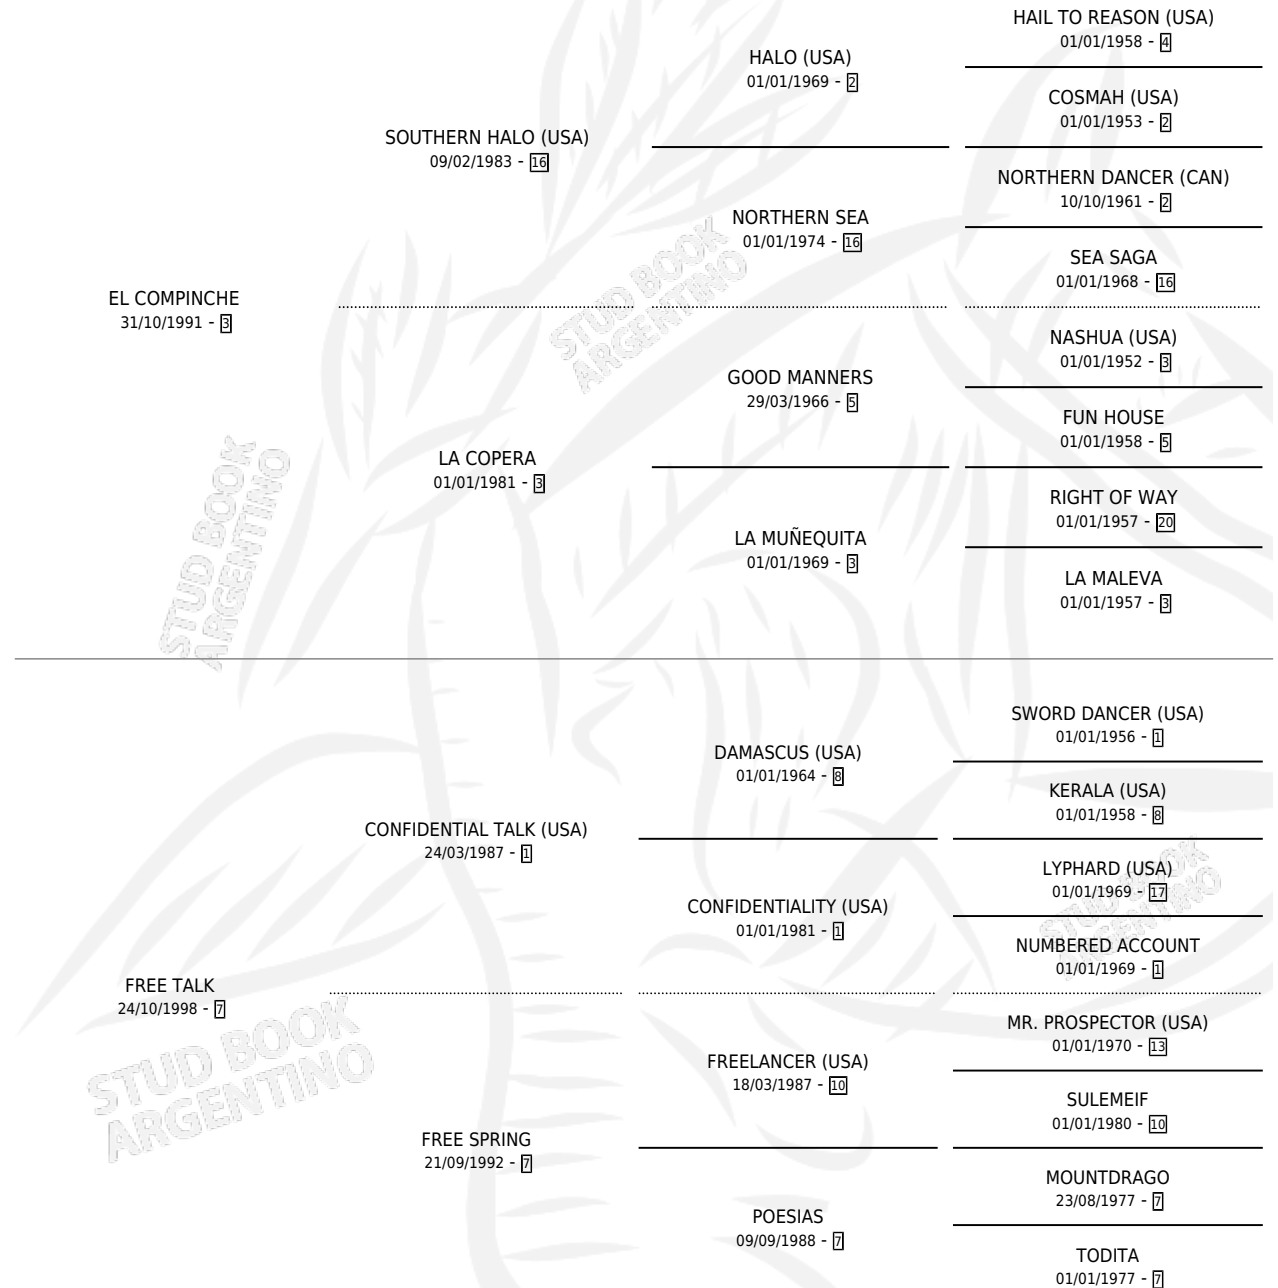 HAIL TO REASON (USA)
01/01/1958 - 4
HALO (USA)
01/01/1969 - 2
COSMAH (USA)
01/01/1953 - 2
SOUTHERN HALO (USA)
09/02/1983 - 16
NORTHERN DANCER (CAN)
10/10/1961 - 2
NORTHERN SEA
01/01/1974 - 16
SEA SAGA
01/01/1968 - 16
EL COMPINCHE
31/10/1991 - 3
NASHUA (USA)
01/01/1952 - 3
GOOD MANNERS
29/03/1966 - 5
FUN HOUSE
01/01/1958 - 5
LA COPERA
01/01/1981 - 3
RIGHT OF WAY
01/01/1957 - 20
LA MUÑEQUITA
01/01/1969 - 3
LA MALEVA
01/01/1957 - 3
SWORD DANCER (USA)
01/01/1956 - 1
DAMASCUS (USA)
01/01/1964 - 8
KERALA (USA)
01/01/1958 - 8
CONFIDENTIAL TALK (USA)
24/03/1987 - 1
LYPHARD (USA)
01/01/1969 - 17
CONFIDENTIALITY (USA)
01/01/1981 - 1
NUMBERED ACCOUNT
01/01/1969 - 1
FREE TALK
24/10/1998 - 7
MR. PROSPECTOR (USA)
01/01/1970 - 13
FREELANCER (USA)
18/03/1987 - 10
SULEMEIF
01/01/1980 - 10
FREE SPRING
21/09/1992 - 7
MOUNTDRAGO
23/08/1977 - 7
POESIAS
09/09/1988 - 7
TODITA
01/01/1977 - 7
STUD BOOK
ARGENTINO
STUD BOOK
ARGENTINO
STUD BOOK
ARGENTINO
STUD BOOK
ARGENTINO